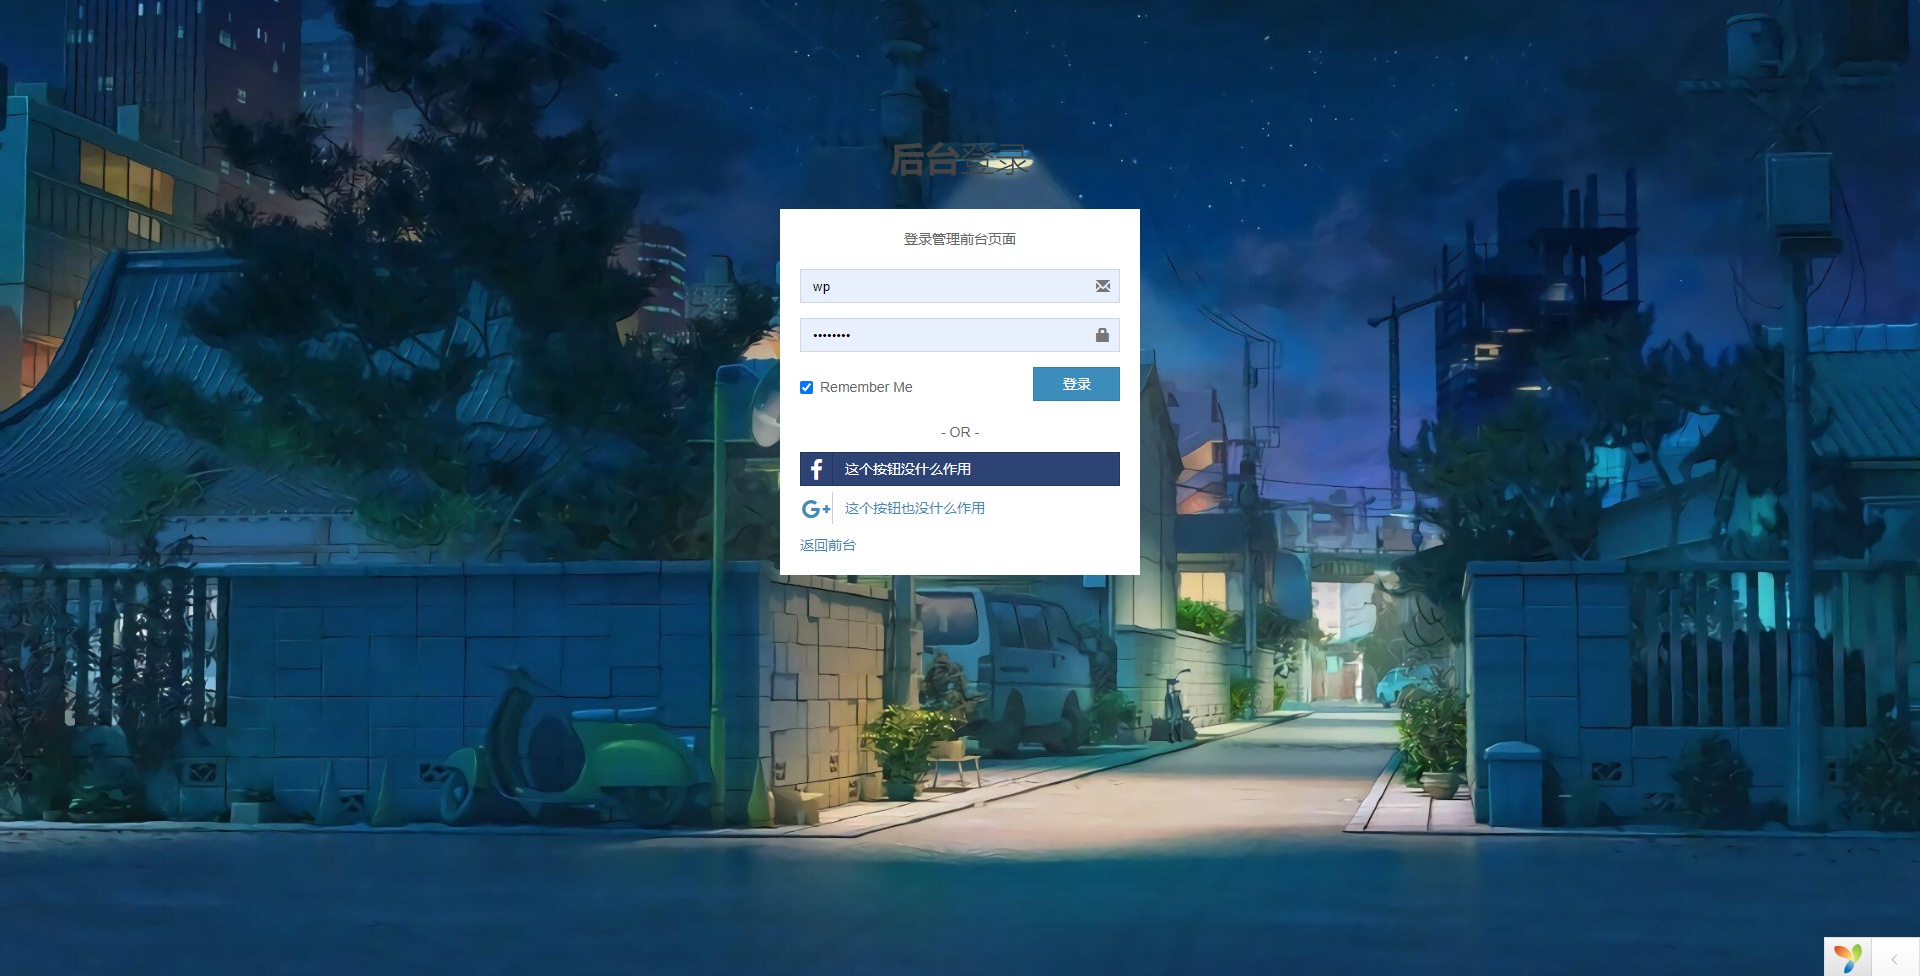 后台登录
登录管理前台页面
wp
••••••••
Remember Me
登录
- OR -
这个按钮没什么作用
G+ 这个按钮也没什么作用
返回前台